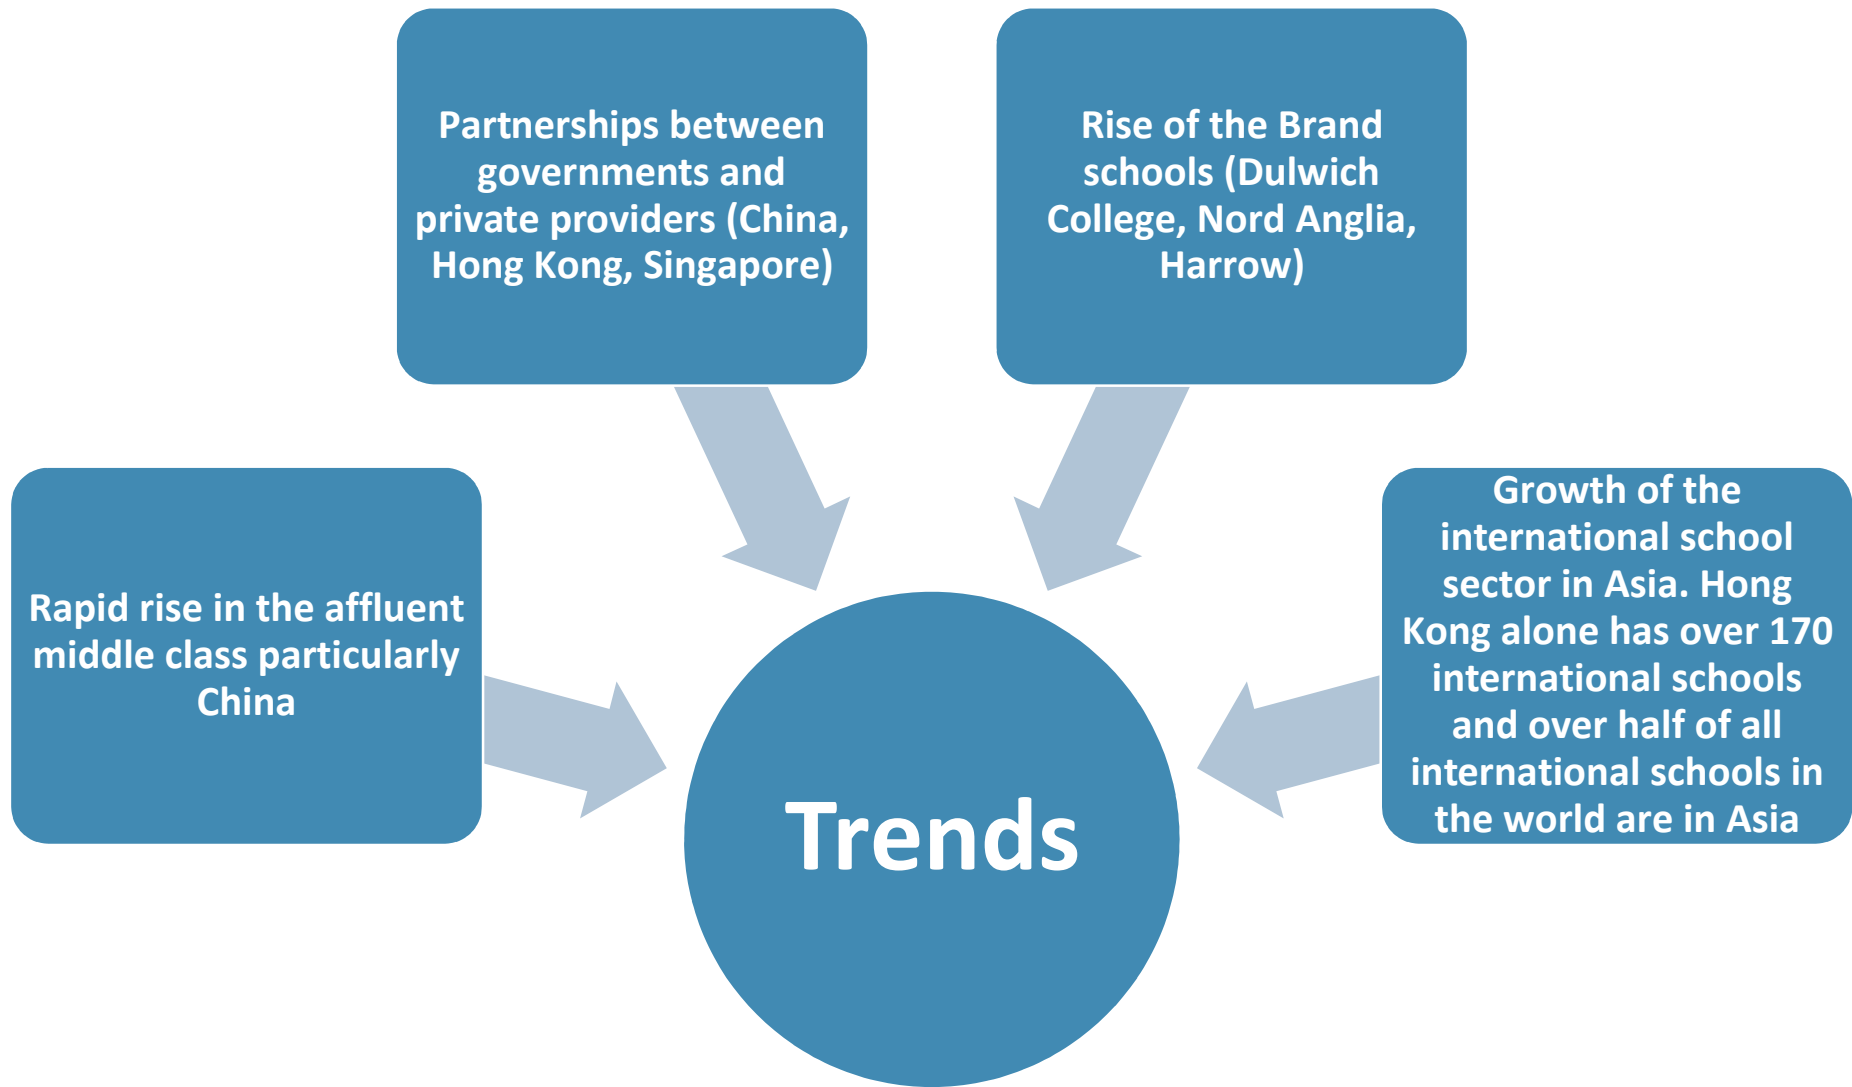 Partnerships between
governments and
private providers (China,
Hong Kong, Singapore)
Rise of the Brand
schools (Dulwich
College, Nord Anglia,
Harrow)
Rapid rise in the affluent
middle class particularly
China
Growth of the
international school
sector in Asia. Hong
Kong alone has over 170
international schools
and over half of all
international schools in
the world are in Asia
Trends